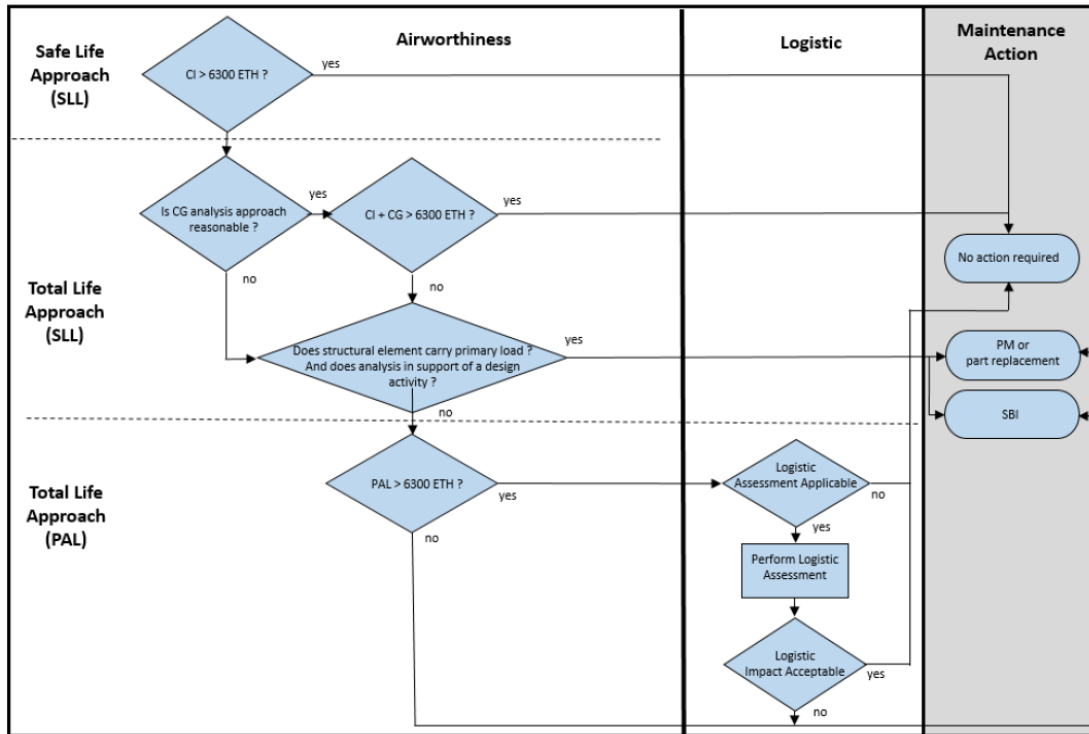 Safe Life
Approach
(SLL)
Airworthiness
Logistic
Maintenance
Action
CI > 6300 ETH ?
yes
Is CG analysis approach
reasonable ?
yes
CI + CG > 6300 ETH ?
yes
no
no
No action required
Total Life
Approach
(SLL)
Does structural element carry primary load ?
And does analysis in support of a design
activity ?
yes
no
PM or
part replacement
SBI
Total Life
Approach
(PAL)
PAL > 6300 ETH ?
yes
no
Logistic
Assessment Applicable
no
yes
Perform Logistic
Assessment
Logistic
Impact Acceptable
yes
no